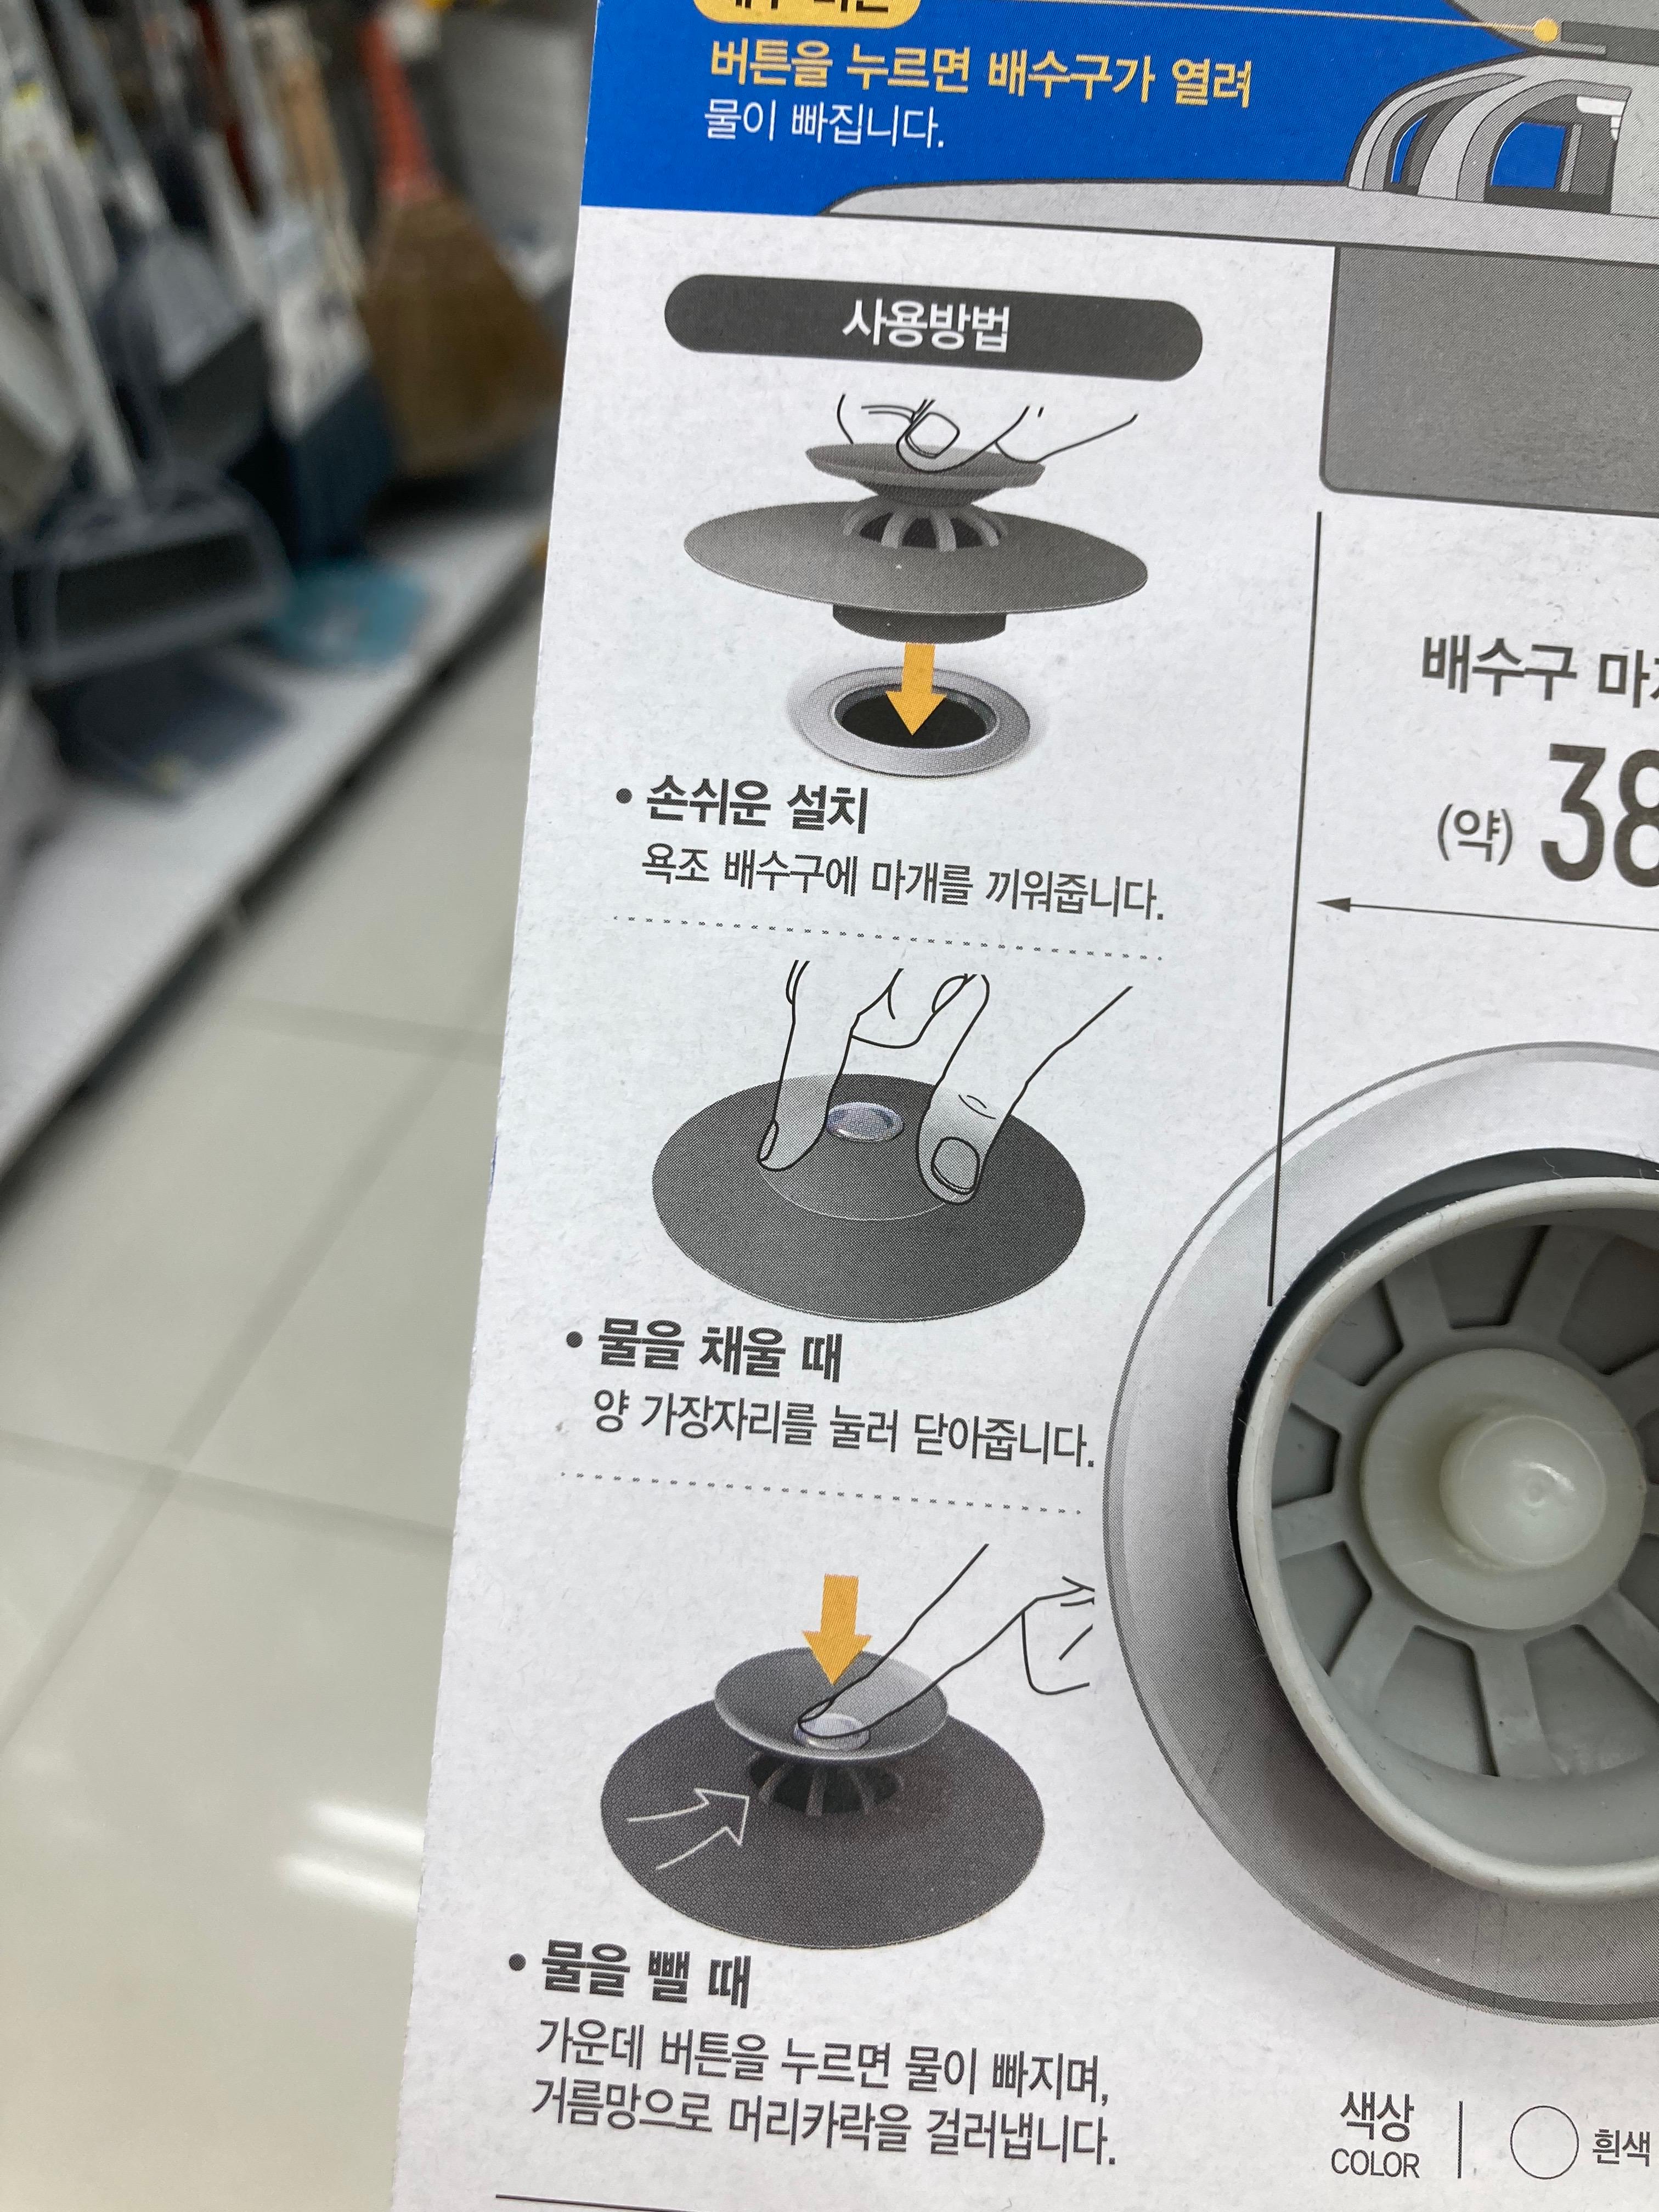 버튼을 누르면 배수구가 열려
물이 빠집니다.
사용방법
• 손쉬운 설치
욕조 배수구에 마개를 끼워줍니다.
• 물을 채울 때
양 가장자리를 눌러 닫아줍니다.
• 물을 뺄 때
가운데 버튼을 누르면 물이 빠지며,
거름망으로 머리카락을 걸러냅니다.
배수구
(약) 38
색상
COLOR
흰색